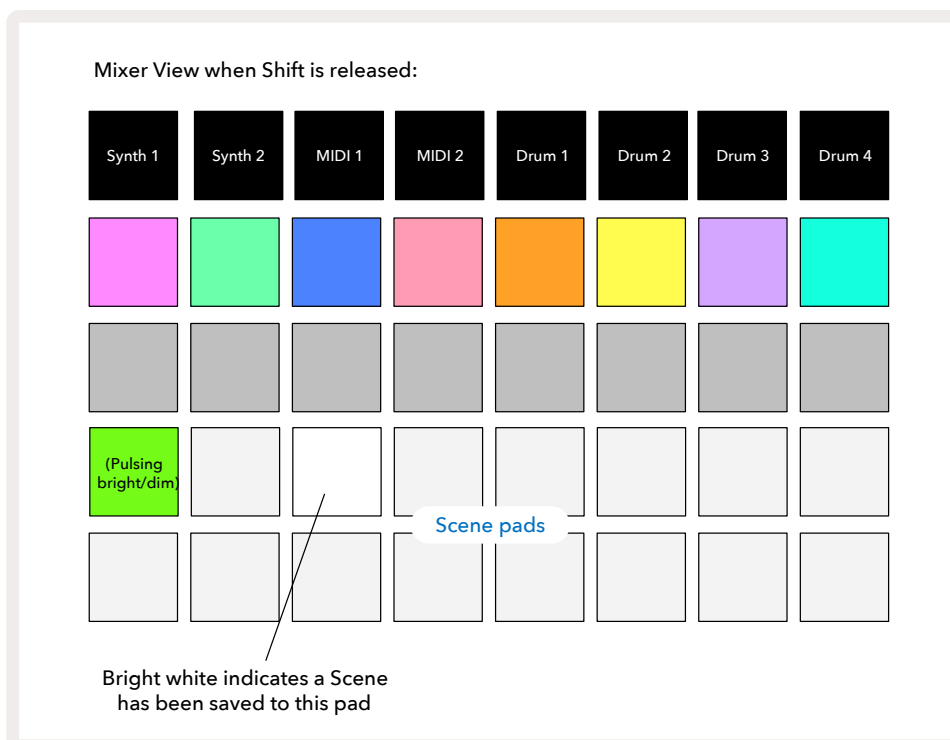 Mixer View when Shift is released:
Synth 1
Synth 2
MIDI 1
MIDI 2
Drum 1
Drum 2
Drum 3
Drum 4
(Pulsing
bright/dim)
Scene pads
Bright white indicates a Scene
has been saved to this pad